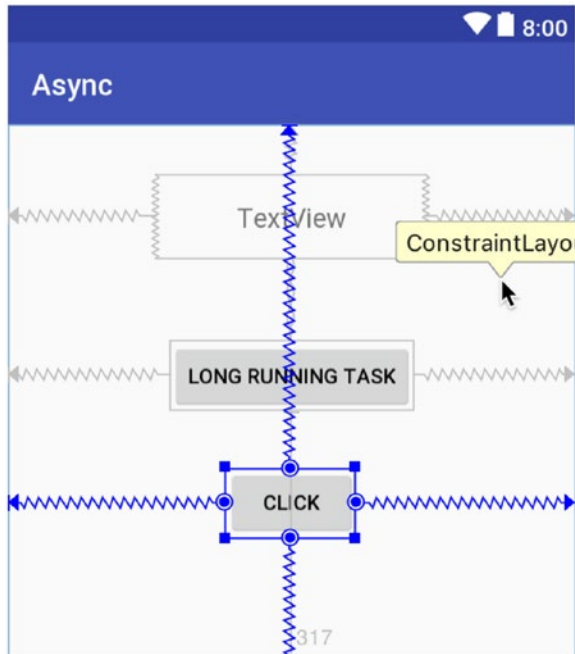 8:00
Async
TextView
ConstraintLayou
LONG RUNNING TASK
CLICK
317